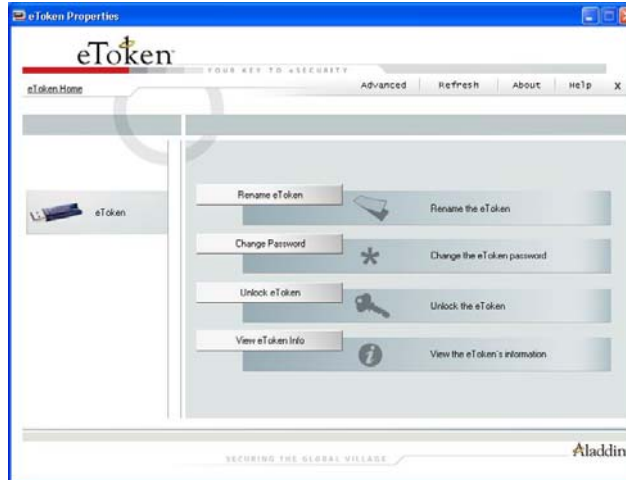 eToken Properties
eToken
YOUR KEY TO eSECURITY
eToken Home
Advanced
Refresh
About
Help
X
eToken
Rename eToken
Rename the eToken
Change Password
Change the eToken password
Unlock eToken
Unlock the eToken
View eToken Info
View the eToken's information
SECURING THE GLOBAL VILLAGE
Aladdin